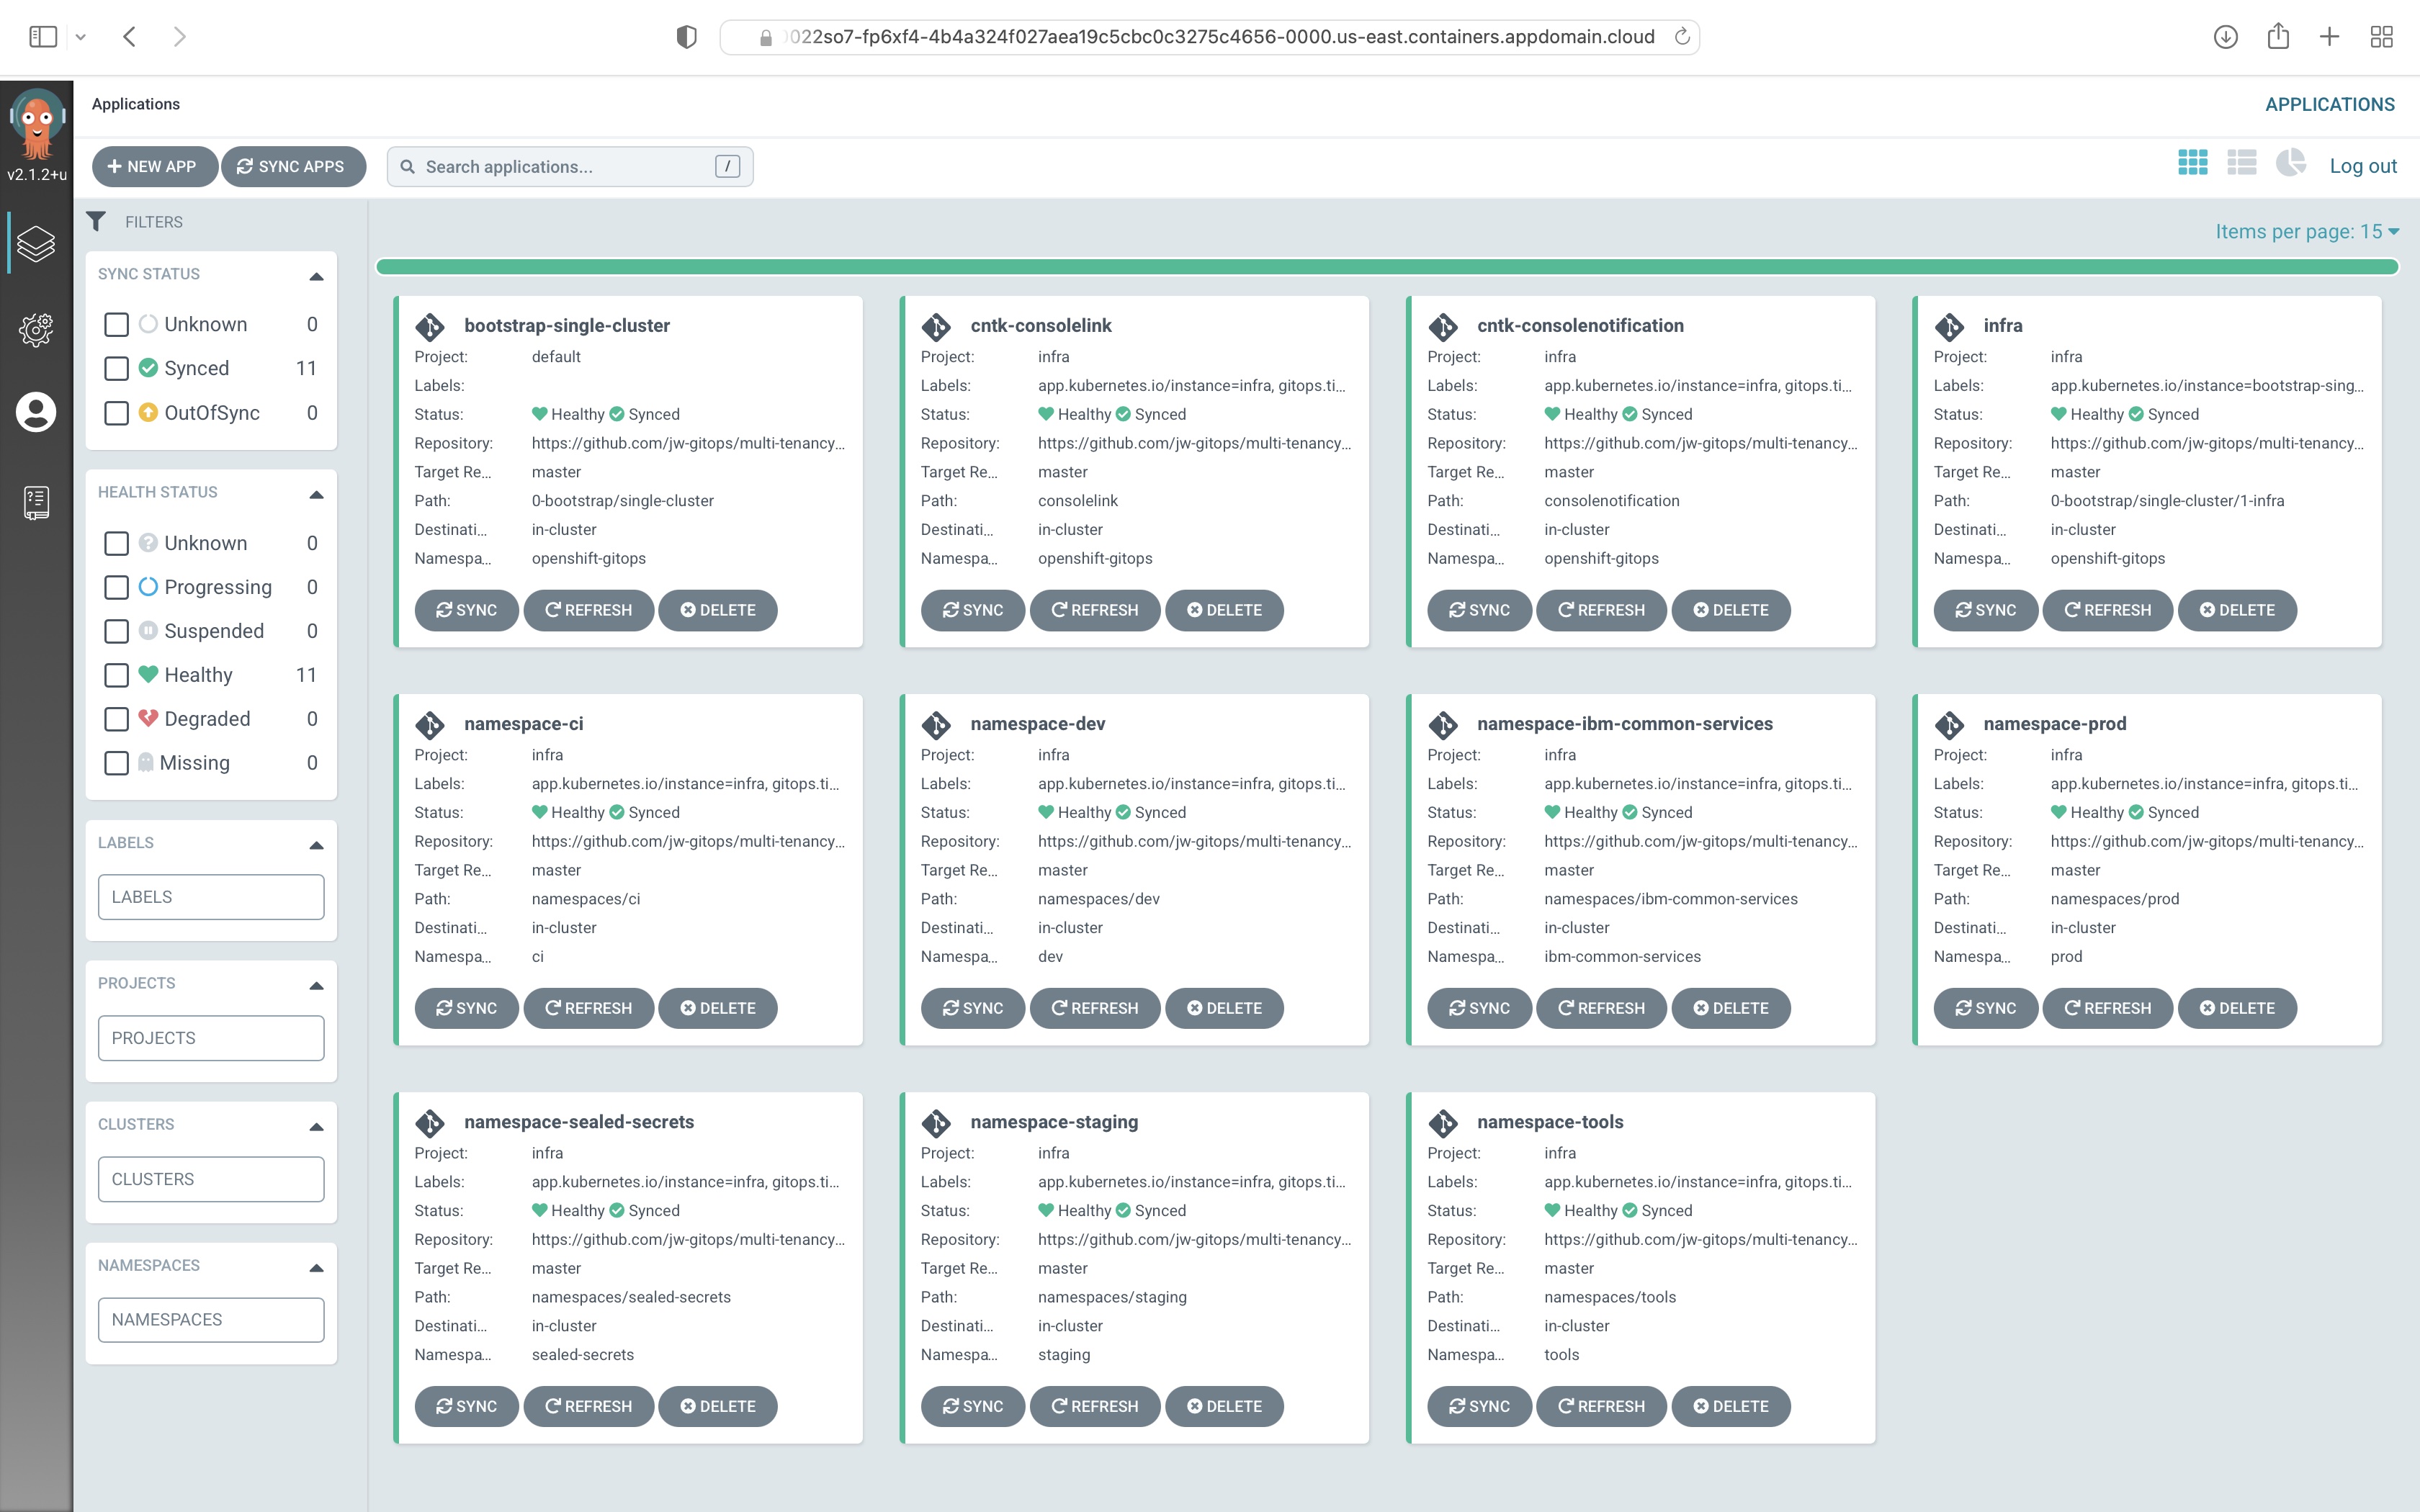 022so7-fp6xf4-4b4a324f027aea19c5cbc0c3275c4656-0000.us-east.containers.appdomain.cloud
Applications
APPLICATIONS
v2.1.2+u
NEW APP
SYNC APPS
Search applications...
/
Log out
FILTERS
Items per page: 15
SYNC STATUS
Unknown 0
Synced 11
OutOfSync 0
HEALTH STATUS
Unknown 0
Progressing 0
Suspended 0
Healthy 11
Degraded 0
Missing 0
LABELS
LABELS
PROJECTS
PROJECTS
CLUSTERS
CLUSTERS
NAMESPACES
NAMESPACES
bootstrap-single-cluster
Project: default
Labels:
Status: Healthy Synced
Repository: https://github.com/jw-gitops/multi-tenancy...
Target Re... master
Path: 0-bootstrap/single-cluster
Destinati... in-cluster
Namespa... openshift-gitops
SYNC REFRESH DELETE
cntk-consolelink
Project: infra
Labels: app.kubernetes.io/instance=infra, gitops.ti...
Status: Healthy Synced
Repository: https://github.com/jw-gitops/multi-tenancy...
Target Re... master
Path: consolelink
Destinati... in-cluster
Namespa... openshift-gitops
SYNC REFRESH DELETE
cntk-consolenotification
Project: infra
Labels: app.kubernetes.io/instance=infra, gitops.ti...
Status: Healthy Synced
Repository: https://github.com/jw-gitops/multi-tenancy...
Target Re... master
Path: consolenotification
Destinati... in-cluster
Namespa... openshift-gitops
SYNC REFRESH DELETE
infra
Project: infra
Labels: app.kubernetes.io/instance=bootstrap-sing...
Status: Healthy Synced
Repository: https://github.com/jw-gitops/multi-tenancy...
Target Re... master
Path: 0-bootstrap/single-cluster/1-infra
Destinati... in-cluster
Namespa... openshift-gitops
SYNC REFRESH DELETE
namespace-ci
Project: infra
Labels: app.kubernetes.io/instance=infra, gitops.ti...
Status: Healthy Synced
Repository: https://github.com/jw-gitops/multi-tenancy...
Target Re... master
Path: namespaces/ci
Destinati... in-cluster
Namespa... ci
SYNC REFRESH DELETE
namespace-dev
Project: infra
Labels: app.kubernetes.io/instance=infra, gitops.ti...
Status: Healthy Synced
Repository: https://github.com/jw-gitops/multi-tenancy...
Target Re... master
Path: namespaces/dev
Destinati... in-cluster
Namespa... dev
SYNC REFRESH DELETE
namespace-ibm-common-services
Project: infra
Labels: app.kubernetes.io/instance=infra, gitops.ti...
Status: Healthy Synced
Repository: https://github.com/jw-gitops/multi-tenancy...
Target Re... master
Path: namespaces/ibm-common-services
Destinati... in-cluster
Namespa... ibm-common-services
SYNC REFRESH DELETE
namespace-prod
Project: infra
Labels: app.kubernetes.io/instance=infra, gitops.ti...
Status: Healthy Synced
Repository: https://github.com/jw-gitops/multi-tenancy...
Target Re... master
Path: namespaces/prod
Destinati... in-cluster
Namespa... prod
SYNC REFRESH DELETE
namespace-sealed-secrets
Project: infra
Labels: app.kubernetes.io/instance=infra, gitops.ti...
Status: Healthy Synced
Repository: https://github.com/jw-gitops/multi-tenancy...
Target Re... master
Path: namespaces/sealed-secrets
Destinati... in-cluster
Namespa... sealed-secrets
SYNC REFRESH DELETE
namespace-staging
Project: infra
Labels: app.kubernetes.io/instance=infra, gitops.ti...
Status: Healthy Synced
Repository: https://github.com/jw-gitops/multi-tenancy...
Target Re... master
Path: namespaces/staging
Destinati... in-cluster
Namespa... staging
SYNC REFRESH DELETE
namespace-tools
Project: infra
Labels: app.kubernetes.io/instance=infra, gitops.ti...
Status: Healthy Synced
Repository: https://github.com/jw-gitops/multi-tenancy...
Target Re... master
Path: namespaces/tools
Destinati... in-cluster
Namespa... tools
SYNC REFRESH DELETE